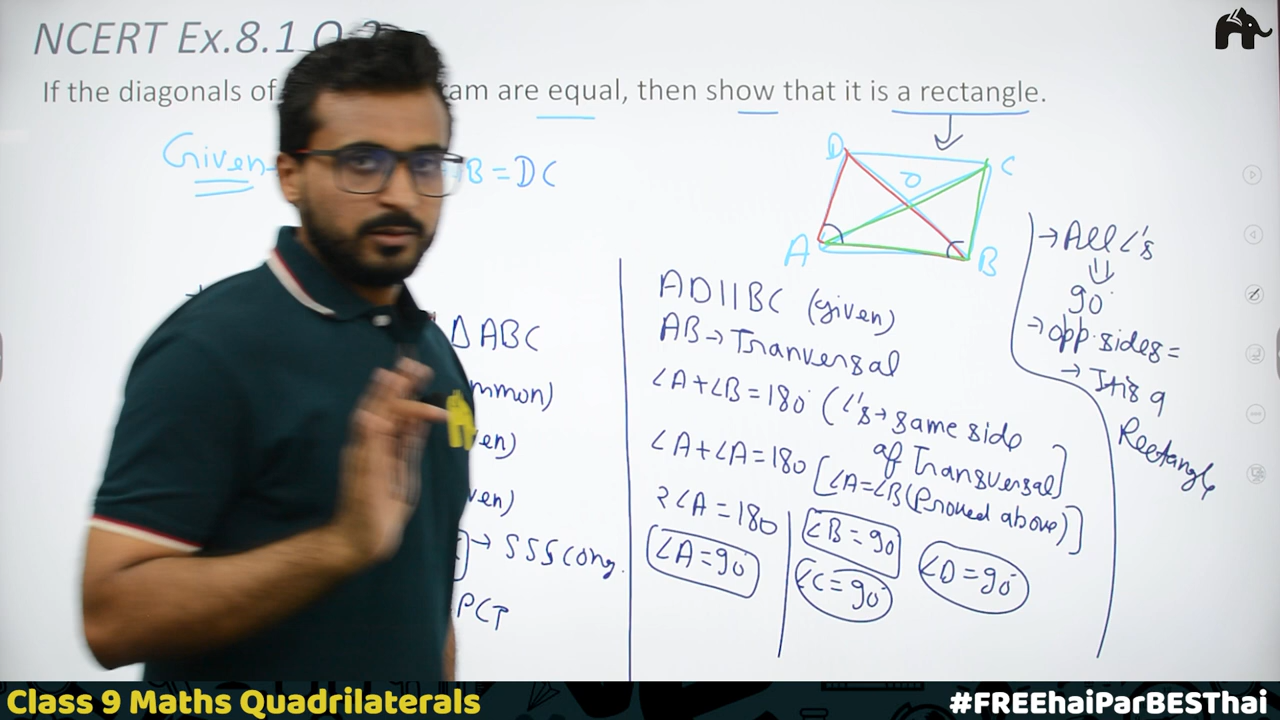 NCERT Ex.8.1 Q.2
If the diagonals of am are equal, then show that it is a rectangle.
Given B = DC
D C
O
A B
ΔABC
mmon)
en)
ven)
→ SSS Cong.
PCT
AD||BC (given)
AB → Tranversal
∠A+∠B=180° (∠'s → same side
of Transversal)
∠A+∠A=180 [∠A=∠B (Proved above)]
2∠A=180
∠A=90°
∠B=90
∠C=90°
∠D=90°
→ All ∠'s
⇓
90°
→ opp. sides =
→ It is a
Rectangle
Class 9 Maths Quadrilaterals
#FREEhaiParBESThai